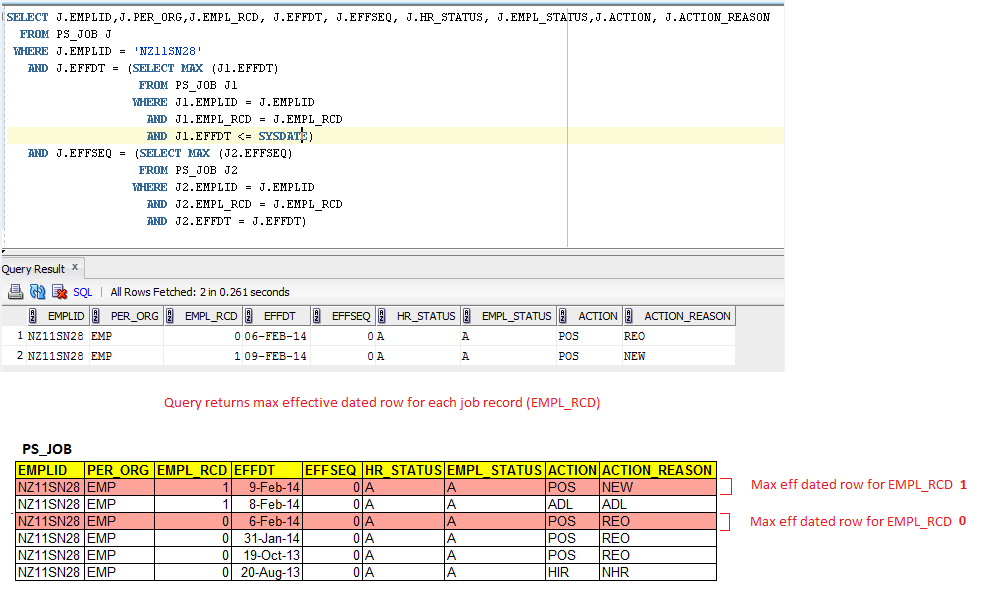 SELECT J.EMPLID,J.PER_ORG,J.EMPL_RCD, J.EFFDT, J.EFFSEQ, J.HR_STATUS, J.EMPL_STATUS,J.ACTION, J.ACTION_REASON
FROM PS_JOB J
WHERE J.EMPLID = 'NZ11SN28'
AND J.EFFDT = (SELECT MAX (J1.EFFDT)
FROM PS_JOB J1
WHERE J1.EMPLID = J.EMPLID
AND J1.EMPL_RCD = J.EMPL_RCD
AND J1.EFFDT <= SYSDATE)
AND J.EFFSEQ = (SELECT MAX (J2.EFFSEQ)
FROM PS_JOB J2
WHERE J2.EMPLID = J.EMPLID
AND J2.EMPL_RCD = J.EMPL_RCD
AND J2.EFFDT = J.EFFDT)
Query Result x
SQL | All Rows Fetched: 2 in 0.261 seconds
EMPLID PER_ORG EMPL_RCD EFFDT EFFSEQ HR_STATUS EMPL_STATUS ACTION ACTION_REASON
1 NZ11SN28 EMP 0 06-FEB-14 0 A A POS REO
2 NZ11SN28 EMP 1 09-FEB-14 0 A A POS NEW
Query returns max effective dated row for each job record (EMPL_RCD)
PS_JOB
EMPLID PER_ORG EMPL_RCD EFFDT EFFSEQ HR_STATUS EMPL_STATUS ACTION ACTION_REASON
NZ11SN28 EMP 1 9-Feb-14 0 A A POS NEW Max eff dated row for EMPL_RCD 1
NZ11SN28 EMP 1 8-Feb-14 0 A A ADL ADL
NZ11SN28 EMP 0 6-Feb-14 0 A A POS REO Max eff dated row for EMPL_RCD 0
NZ11SN28 EMP 0 31-Jan-14 0 A A POS REO
NZ11SN28 EMP 0 19-Oct-13 0 A A POS REO
NZ11SN28 EMP 0 20-Aug-13 0 A A HIR NHR